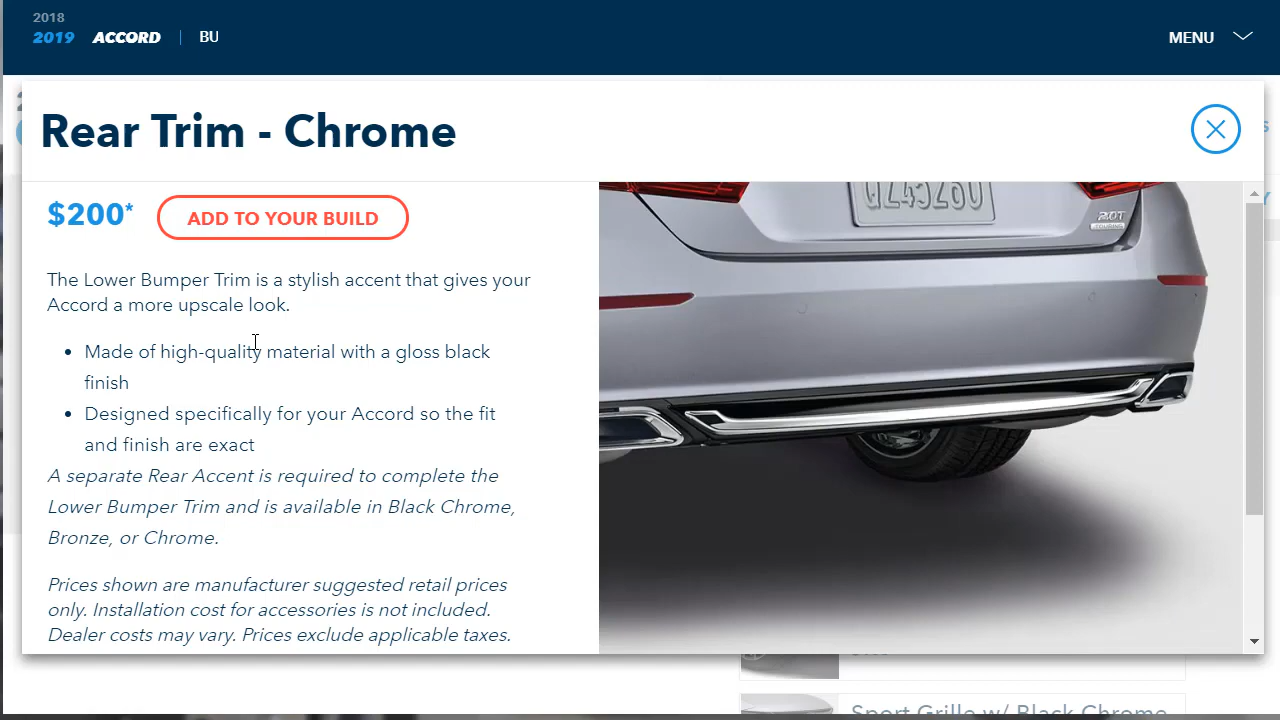 2018
2019 ACCORD | BU
MENU
Rear Trim - Chrome
$200*
ADD TO YOUR BUILD
The Lower Bumper Trim is a stylish accent that gives your
Accord a more upscale look.
• Made of high-quality material with a gloss black
finish
• Designed specifically for your Accord so the fit
and finish are exact
A separate Rear Accent is required to complete the
Lower Bumper Trim and is available in Black Chrome,
Bronze, or Chrome.
Prices shown are manufacturer suggested retail prices
only. Installation cost for accessories is not included.
Dealer costs may vary. Prices exclude applicable taxes.
2.0T
TOURING
Sport Grille w/ Black Chrome